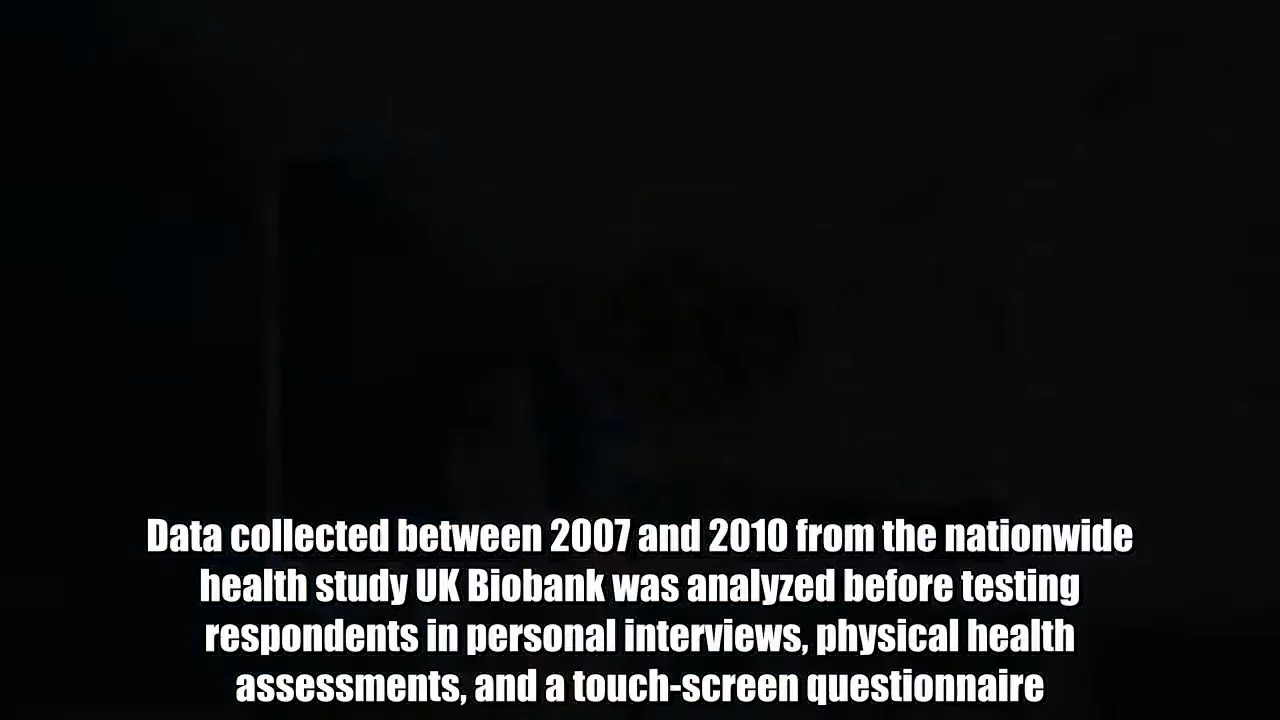 Data collected between 2007 and 2010 from the nationwide
health study UK Biobank was analyzed before testing
respondents in personal interviews, physical health
assessments, and a touch-screen questionnaire